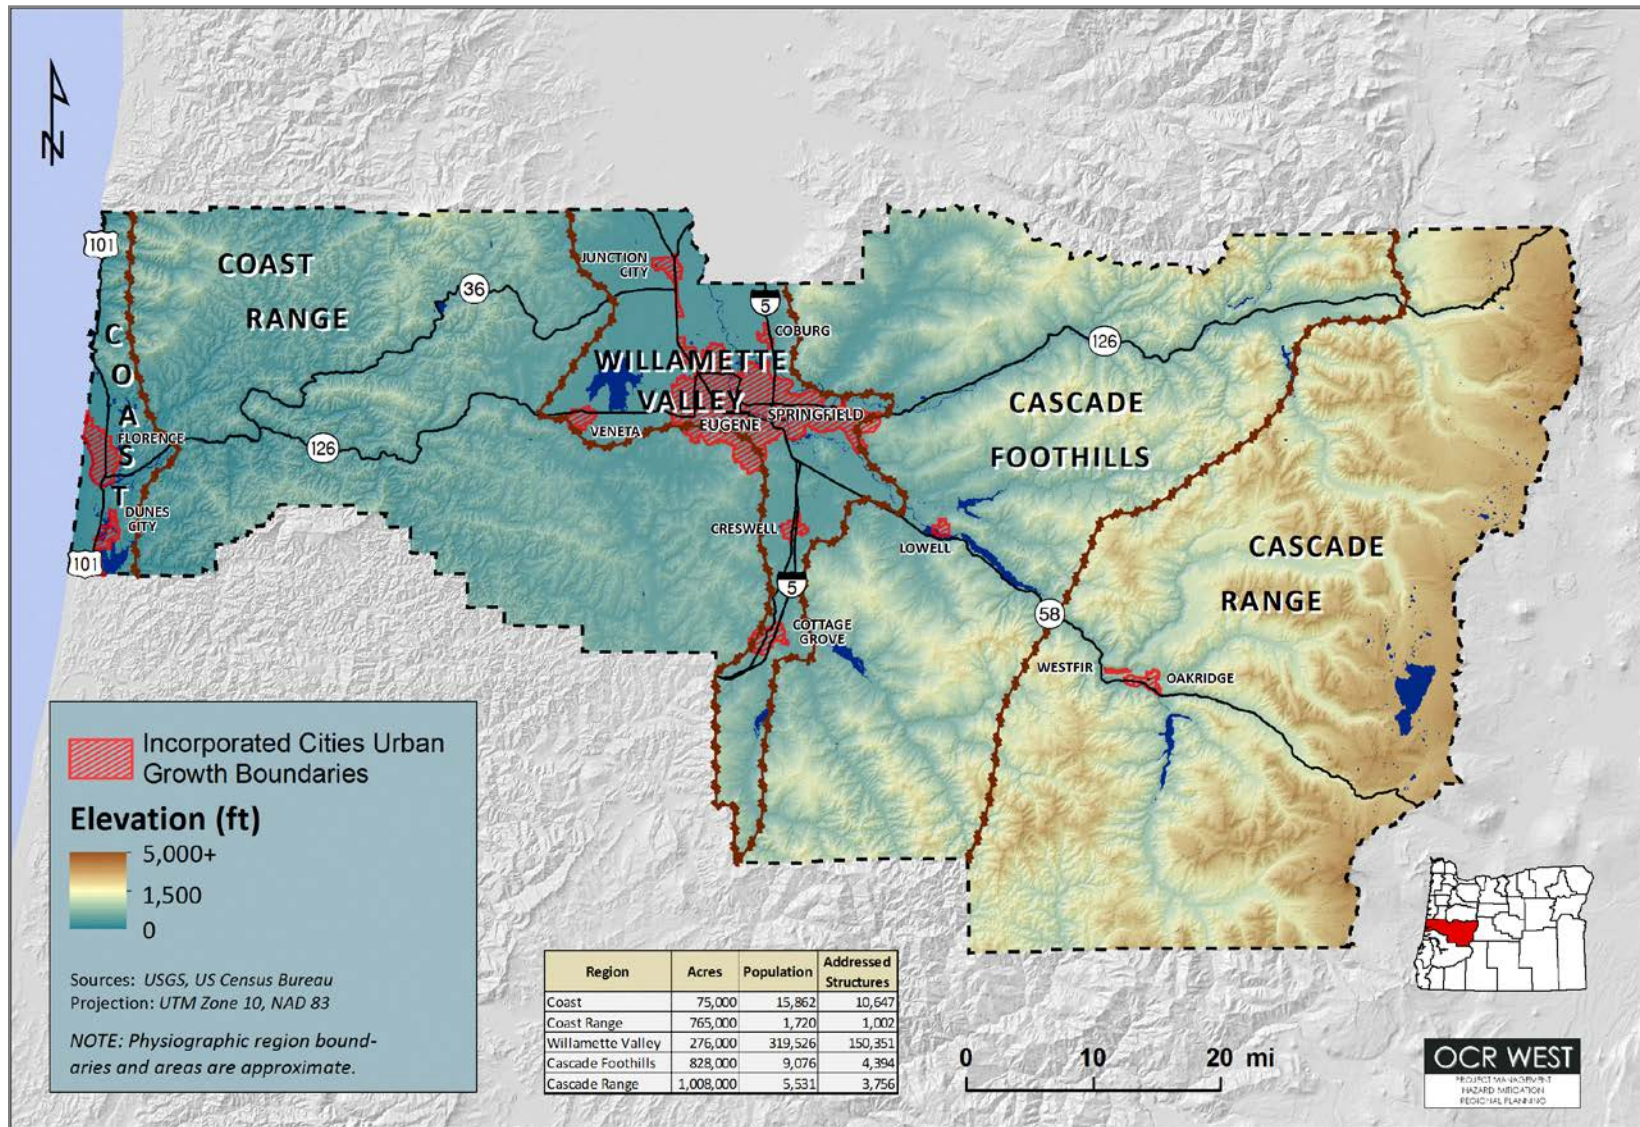 N
101
COAST
RANGE
36
JUNCTION
CITY
5
COBURG
COAST
WILLAMETTE
VALLEY
126
CASCADE
FOOTHILLS
SPRINGFIELD
EUGENE
VENETA
FLORENCE
126
DUNES
CITY
101
CRESWELL
LOWELL
CASCADE
RANGE
5
58
COTTAGE
GROVE
WESTFIR
OAKRIDGE
Incorporated Cities Urban
Growth Boundaries
Elevation (ft)
5,000+
1,500
0
Sources: USGS, US Census Bureau
Projection: UTM Zone 10, NAD 83
NOTE: Physiographic region bound-
aries and areas are approximate.
Region Acres Population Addressed Structures
Coast 75,000 15,862 10,647
Coast Range 765,000 1,720 1,002
Willamette Valley 276,000 319,526 150,351
Cascade Foothills 828,000 9,076 4,394
Cascade Range 1,008,000 5,531 3,756
0 10 20 mi
OCR WEST
PROJECT MANAGEMENT
HAZARD MITIGATION
REGIONAL PLANNING